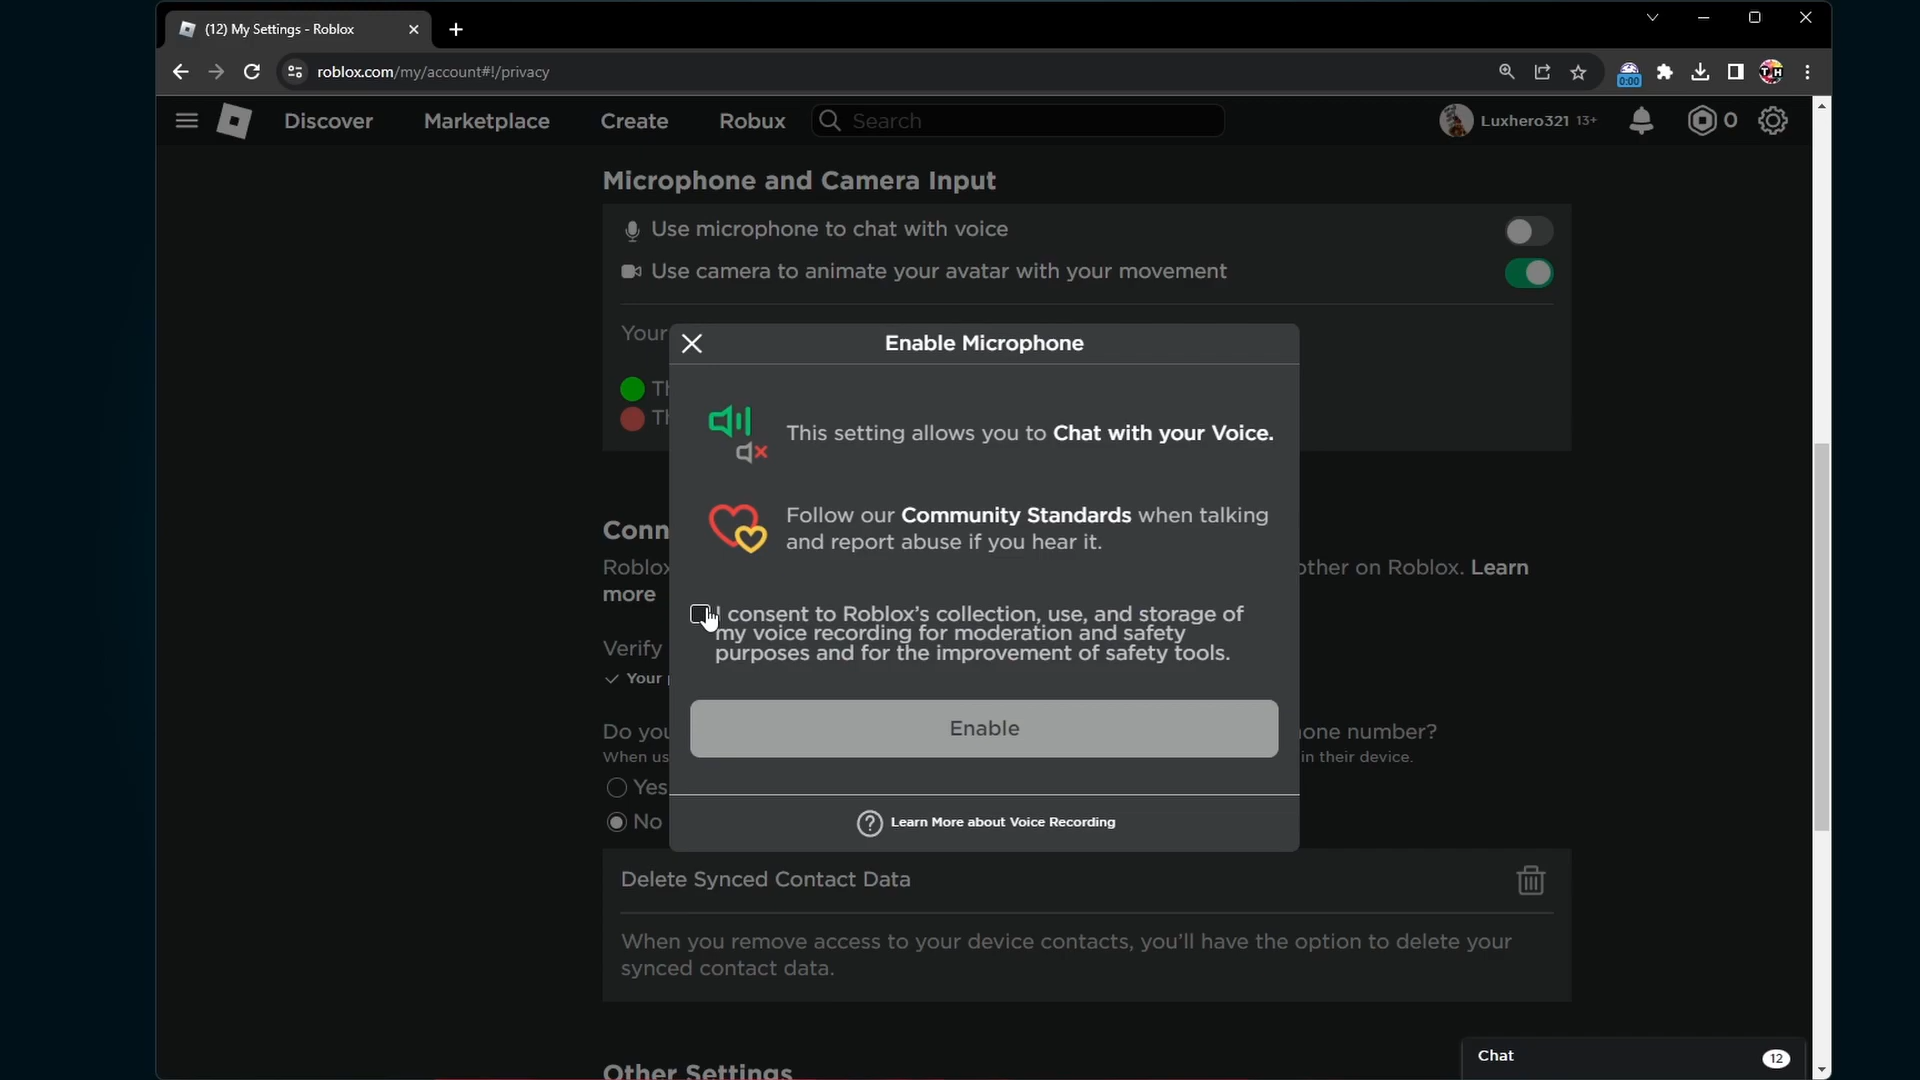 (12) My Settings - Roblox
roblox.com/my/account#!/privacy
0:00
TH
Discover
Marketplace
Create
Robux
Search
Luxhero321 13+
0
Microphone and Camera Input
Use microphone to chat with voice
Use camera to animate your avatar with your movement
Your
Enable Microphone
This setting allows you to Chat with your Voice.
Follow our Community Standards when talking
and report abuse if you hear it.
other on Roblox. Learn
more
I consent to Roblox's collection, use, and storage of
my voice recording for moderation and safety
purposes and for the improvement of safety tools.
Verify
Your
Enable
When us
in their device.
Yes
No
Learn More about Voice Recording
Delete Synced Contact Data
When you remove access to your device contacts, you'll have the option to delete your
synced contact data.
Other Settings
Chat
12